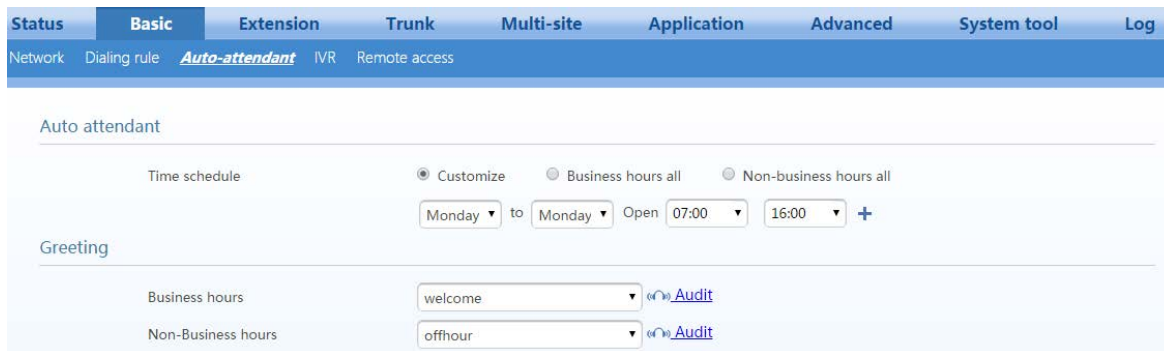 Status Basic Extension Trunk Multi-site Application Advanced System tool Log
Network Dialing rule Auto-attendant IVR Remote access
Auto attendant
Time schedule Customize Business hours all Non-business hours all
Monday to Monday Open 07:00 16:00 +
Greeting
Business hours welcome Audit
Non-Business hours offhour Audit